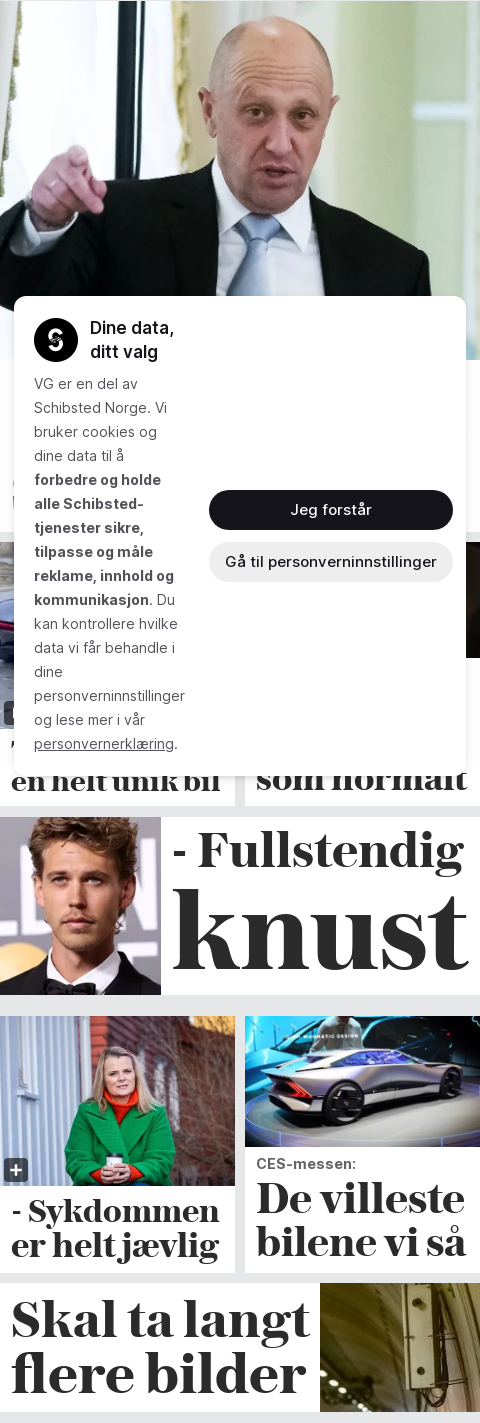 Dine data,
ditt valg
VG er en del av
Schibsted Norge. Vi
bruker cookies og
dine data til å
forbedre og holde
alle Schibsted-
tjenester sikre,
tilpasse og måle
reklame, innhold og
kommunikasjon. Du
kan kontrollere hvilke
data vi får behandle i
dine
personverninnstillinger
og lese mer i vår
personvernerklæring.
Jeg forstår
Gå til personverninnstillinger
en helt unik bil
som normalt
- Fullstendig
knust
MAGNETIC DESIGN
- Sykdommen
er helt jævlig
CES-messen:
De villeste
bilene vi så
Skal ta langt
flere bilder